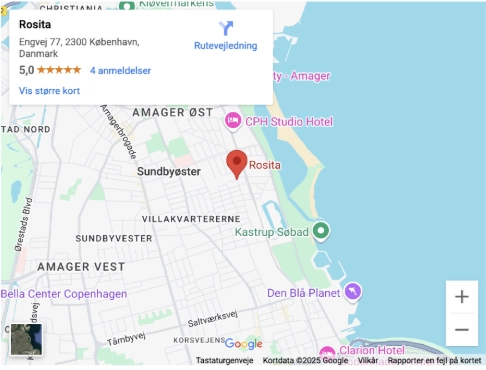 CHRISTIANIA
Kløvermarkens
Rosita
Engvej 77, 2300 København,
Danmark
Rutevejledning
5,0
4 anmeldelser
Vis større kort
ty - Amager
AMAGER ØST
CPH Studio Hotel
TAD NORD
Amagerbrogade
Sundbyøster
Rosita
Ørestads Blvd
VILLAKVARTERERNE
Kastrup Søbad
SUNDBYVESTER
AMAGER VEST
Bella Center Copenhagen
Den Blå Planet
Saltværksvej
Tårnbyvej
KORSVEJENS
Google
Clarion Hotel
Tastaturgenveje
Kortdata ©2025 Google
Vilkår
Rapporter en fejl på kortet